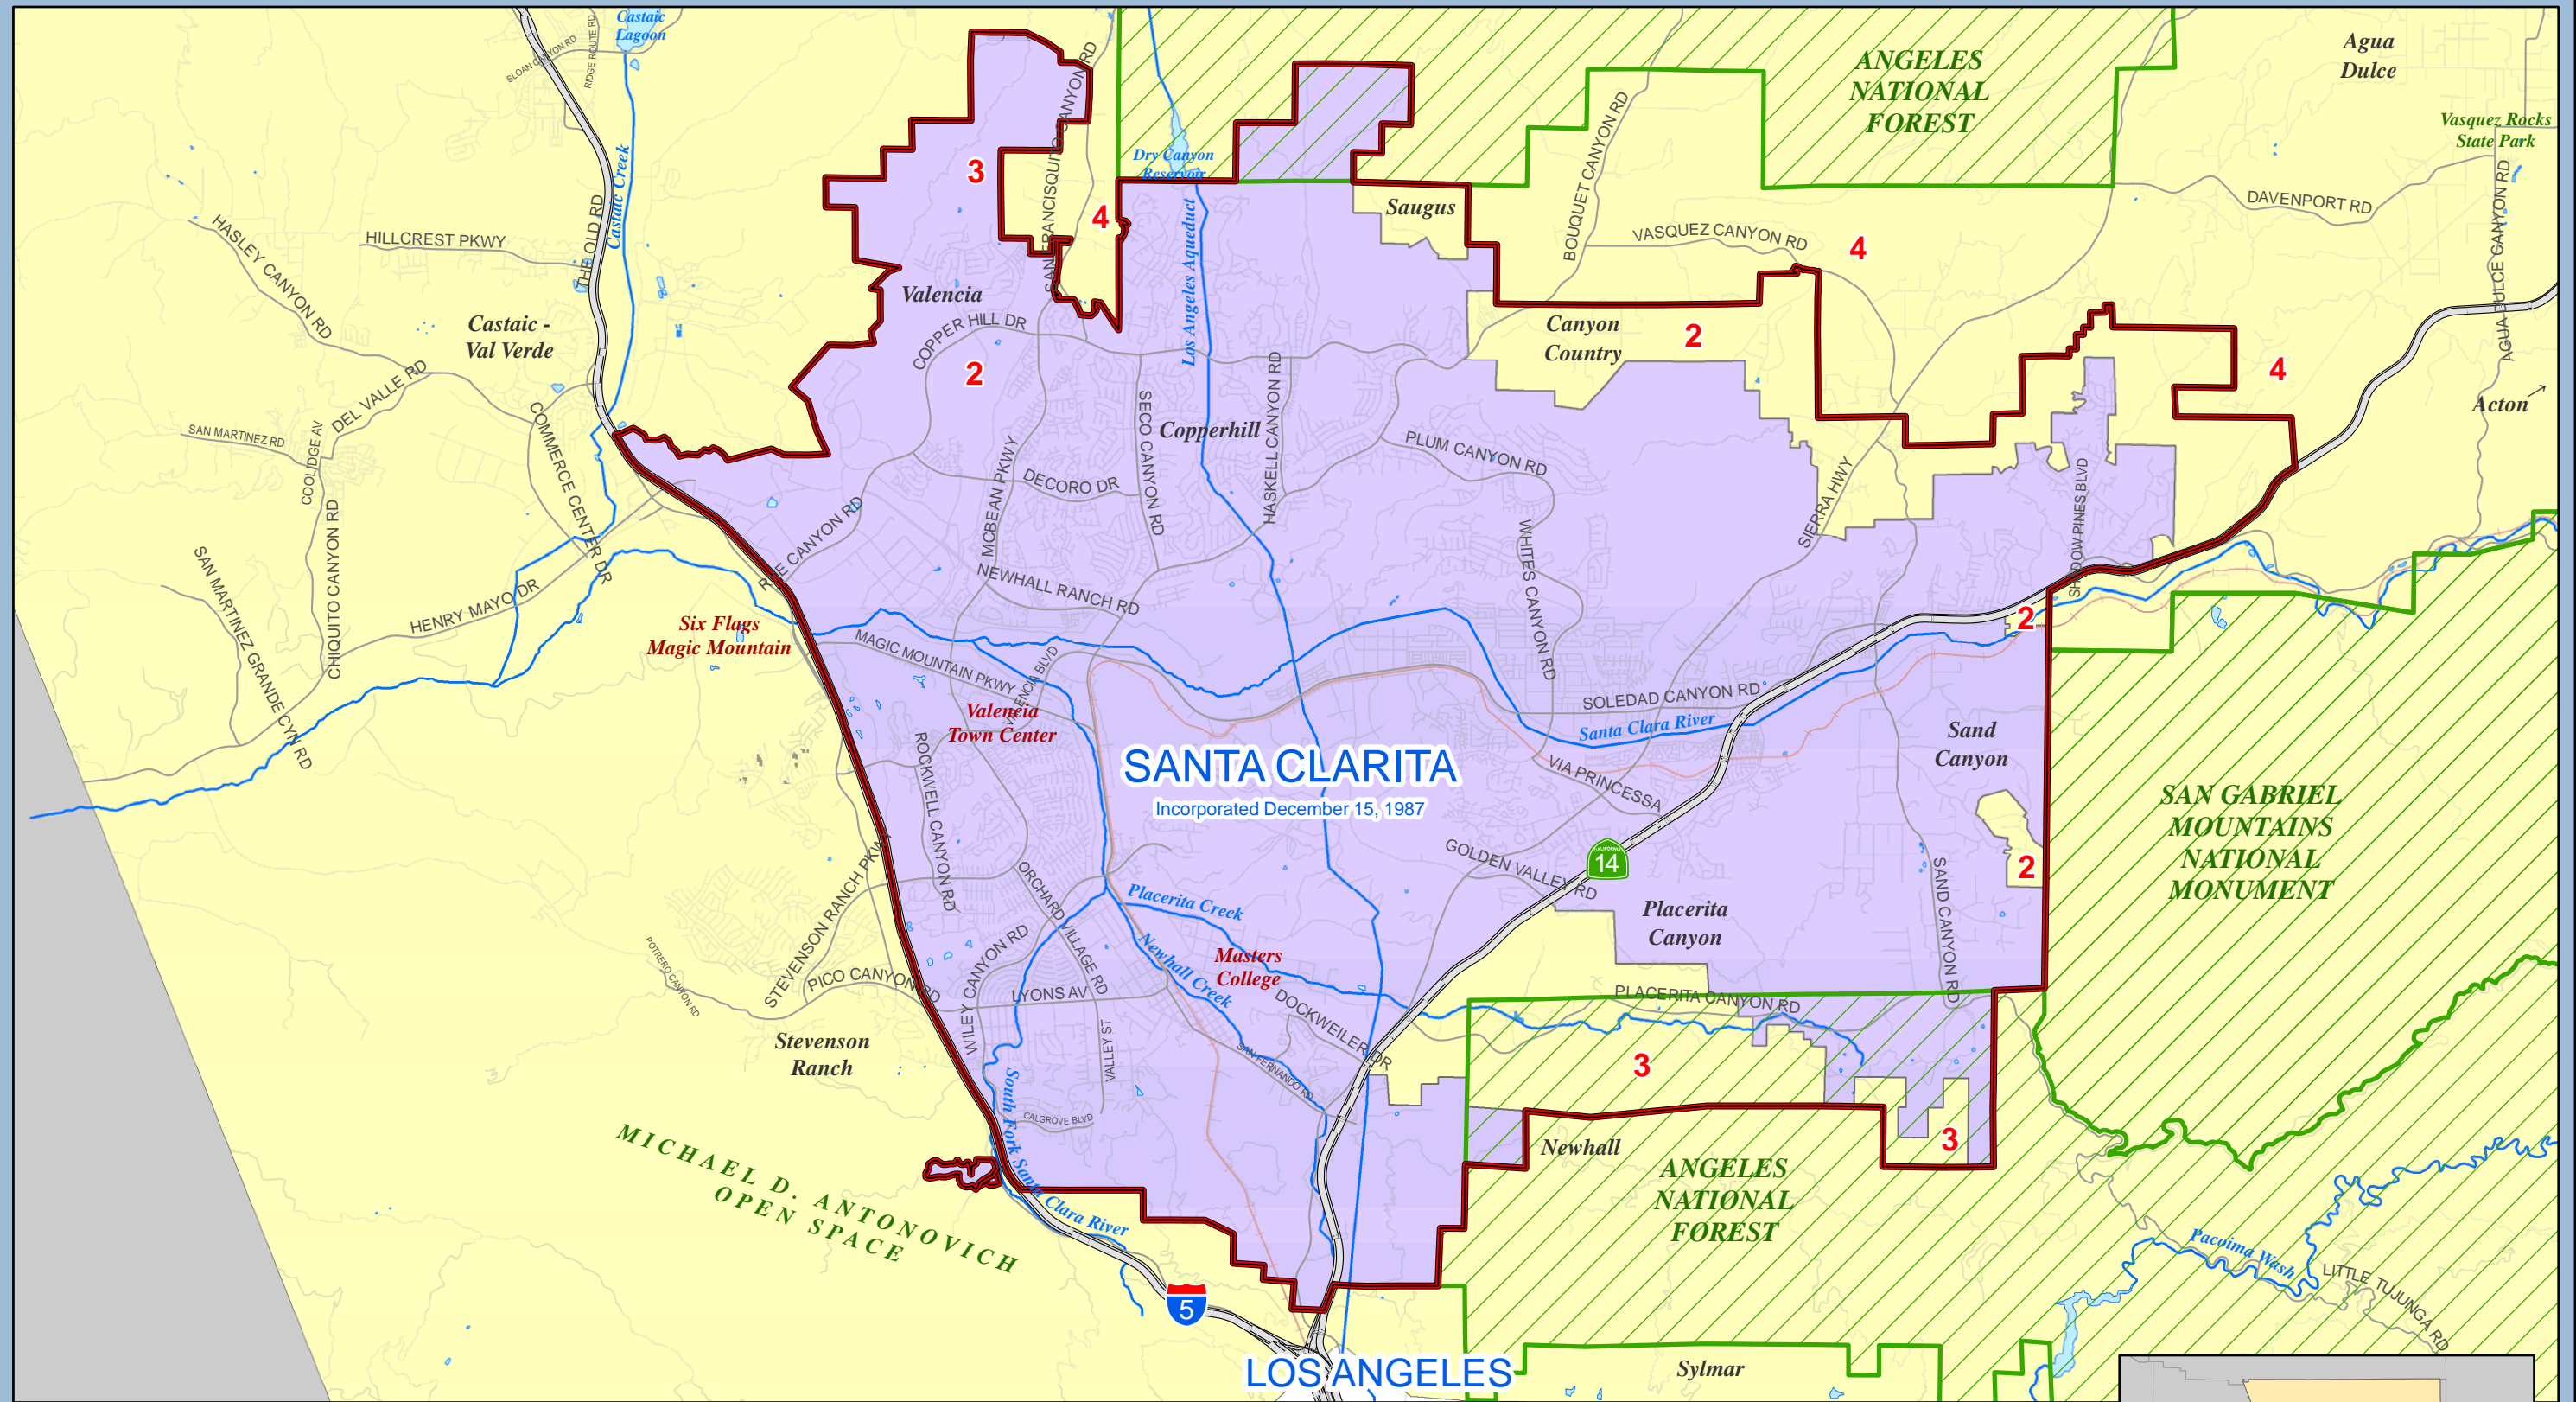 Castaic
Lagoon
SLOAN CANYON RD
RIDGE ROUTE RD
ANGELES
NATIONAL
FOREST
Agua
Dulce
Vasquez Rocks
State Park
Castaic Creek
THE OLD RD
3
SAN FRANCISQUITO CANYON RD
4
Dry Canyon
Reservoir
Los Angeles Aqueduct
Saugus
BOUQUET CANYON RD
VASQUEZ CANYON RD
4
DAVENPORT RD
AGUA DULCE CANYON RD
HASLEY CANYON RD
HILLCREST PKWY
Castaic -
Val Verde
Valencia
COPPER HILL DR
2
Canyon
Country
2
4
Acton
DEL VALLE RD
SAN MARTINEZ RD
COOLIDGE AV
CHIQUITO CANYON RD
COMMERCE CENTER DR
SECO CANYON RD
Copperhill
HASKELL CANYON RD
PLUM CANYON RD
MCBEAN PKWY
DECORO DR
RYE CANYON RD
NEWHALL RANCH RD
WHITES CANYON RD
SIERRA HWY
SHADOW PINES BLVD
SAN MARTINEZ GRANDE CYN RD
HENRY MAYO DR
Six Flags
Magic Mountain
MAGIC MOUNTAIN PKWY
VALENCIA BLVD
Valencia
Town Center
2
SOLEDAD CANYON RD
Santa Clara River
Sand
Canyon
SANTA CLARITA
Incorporated December 15, 1987
VIA PRINCESSA
ROCKWELL CANYON RD
GOLDEN VALLEY RD
CALIFORNIA
14
2
SAN GABRIEL
MOUNTAINS
NATIONAL
MONUMENT
STEVENSON RANCH PKWY
ORCHARD VILLAGE RD
Placerita Creek
Newhall Creek
Placerita
Canyon
SAND CANYON RD
POTRERO CANYON RD
PICO CANYON RD
WILEY CANYON RD
LYONS AV
Masters
College
DOCKWEILER DR
PLACERITA CANYON RD
Stevenson
Ranch
VALLEY ST
SAN FERNANDO RD
3
CALGROVE BLVD
South Fork Santa Clara River
MICHAEL D. ANTONOVICH
OPEN SPACE
Newhall
3
ANGELES
NATIONAL
FOREST
Pacoima Wash
LITTLE TUJUNGA RD
5
LOS ANGELES
Sylmar